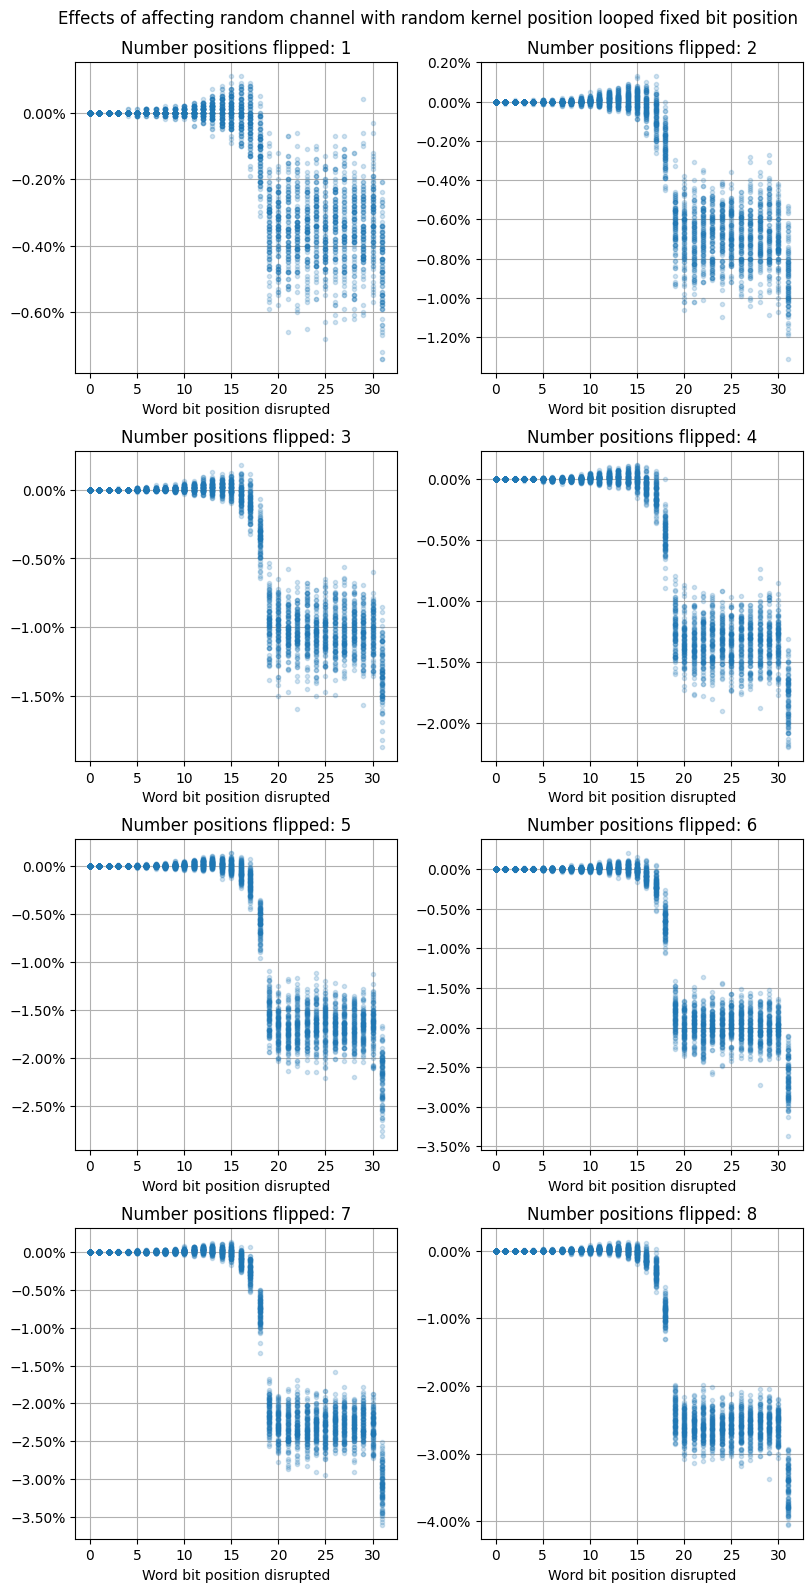 Effects of affecting random channel with random kernel position looped fixed bit position
Number positions flipped: 1
0.00%
−0.20%
−0.40%
−0.60%
0 5 10 15 20 25 30
Word bit position disrupted
Number positions flipped: 2
0.20%
0.00%
−0.20%
−0.40%
−0.60%
−0.80%
−1.00%
−1.20%
0 5 10 15 20 25 30
Word bit position disrupted
Number positions flipped: 3
0.00%
−0.50%
−1.00%
−1.50%
0 5 10 15 20 25 30
Word bit position disrupted
Number positions flipped: 4
0.00%
−0.50%
−1.00%
−1.50%
−2.00%
0 5 10 15 20 25 30
Word bit position disrupted
Number positions flipped: 5
0.00%
−0.50%
−1.00%
−1.50%
−2.00%
−2.50%
0 5 10 15 20 25 30
Word bit position disrupted
Number positions flipped: 6
0.00%
−0.50%
−1.00%
−1.50%
−2.00%
−2.50%
−3.00%
−3.50%
0 5 10 15 20 25 30
Word bit position disrupted
Number positions flipped: 7
0.00%
−0.50%
−1.00%
−1.50%
−2.00%
−2.50%
−3.00%
−3.50%
0 5 10 15 20 25 30
Word bit position disrupted
Number positions flipped: 8
0.00%
−1.00%
−2.00%
−3.00%
−4.00%
0 5 10 15 20 25 30
Word bit position disrupted